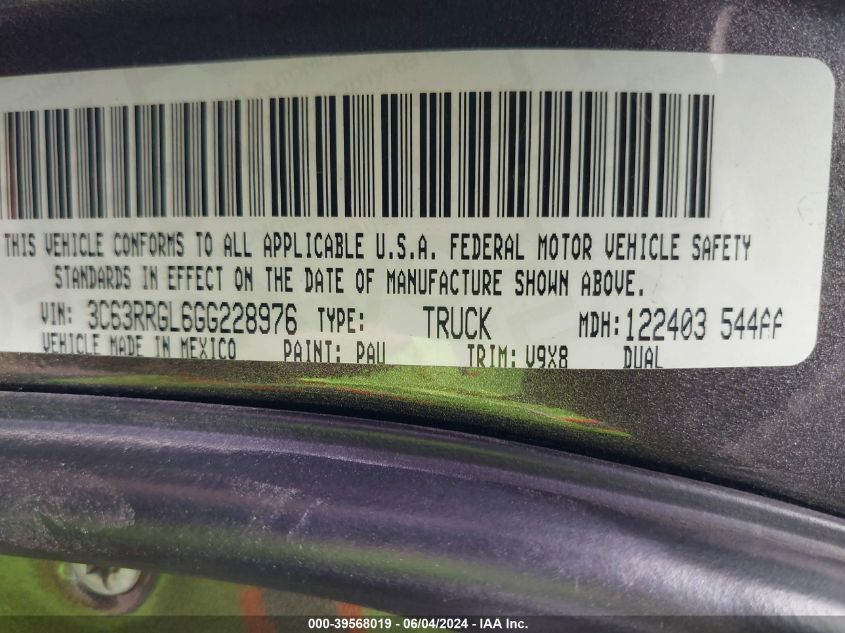 THIS VEHICLE CONFORMS TO ALL APPLICABLE U.S.A. FEDERAL MOTOR VEHICLE SAFETY
STANDARDS IN EFFECT ON THE DATE OF MANUFACTURE SHOWN ABOVE.
VIN: 3C63RRGL6GG228976 TYPE: TRUCK MDH: 122403 544AA
VEHICLE MADE IN MEXICO PAINT: PAU TRIM: V9X8 DUAL
000-39568019 - 06/04/2024 - IAA Inc.